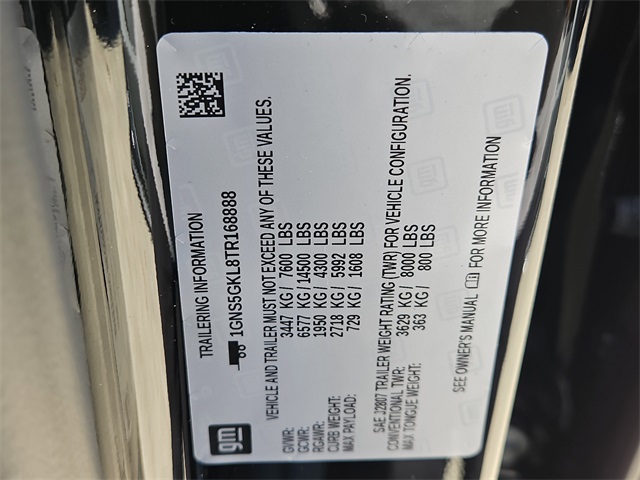 TRAILERING INFORMATION
1GNS5GKL8TR168888
VEHICLE AND TRAILER MUST NOT EXCEED ANY OF THESE VALUES.
GVWR: 3447 KG / 7600 LBS
GCWR: 6577 KG / 14500 LBS
RGAWR: 1950 KG / 4300 LBS
CURB WEIGHT: 2718 KG / 5992 LBS
MAX PAYLOAD: 729 KG / 1608 LBS
SAE J2807 TRAILER WEIGHT RATING (TWR) FOR VEHICLE CONFIGURATION.
CONVENTIONAL TWR: 3629 KG / 8000 LBS
MAX TONGUE WEIGHT: 363 KG / 800 LBS
SEE OWNER'S MANUAL FOR MORE INFORMATION
gm